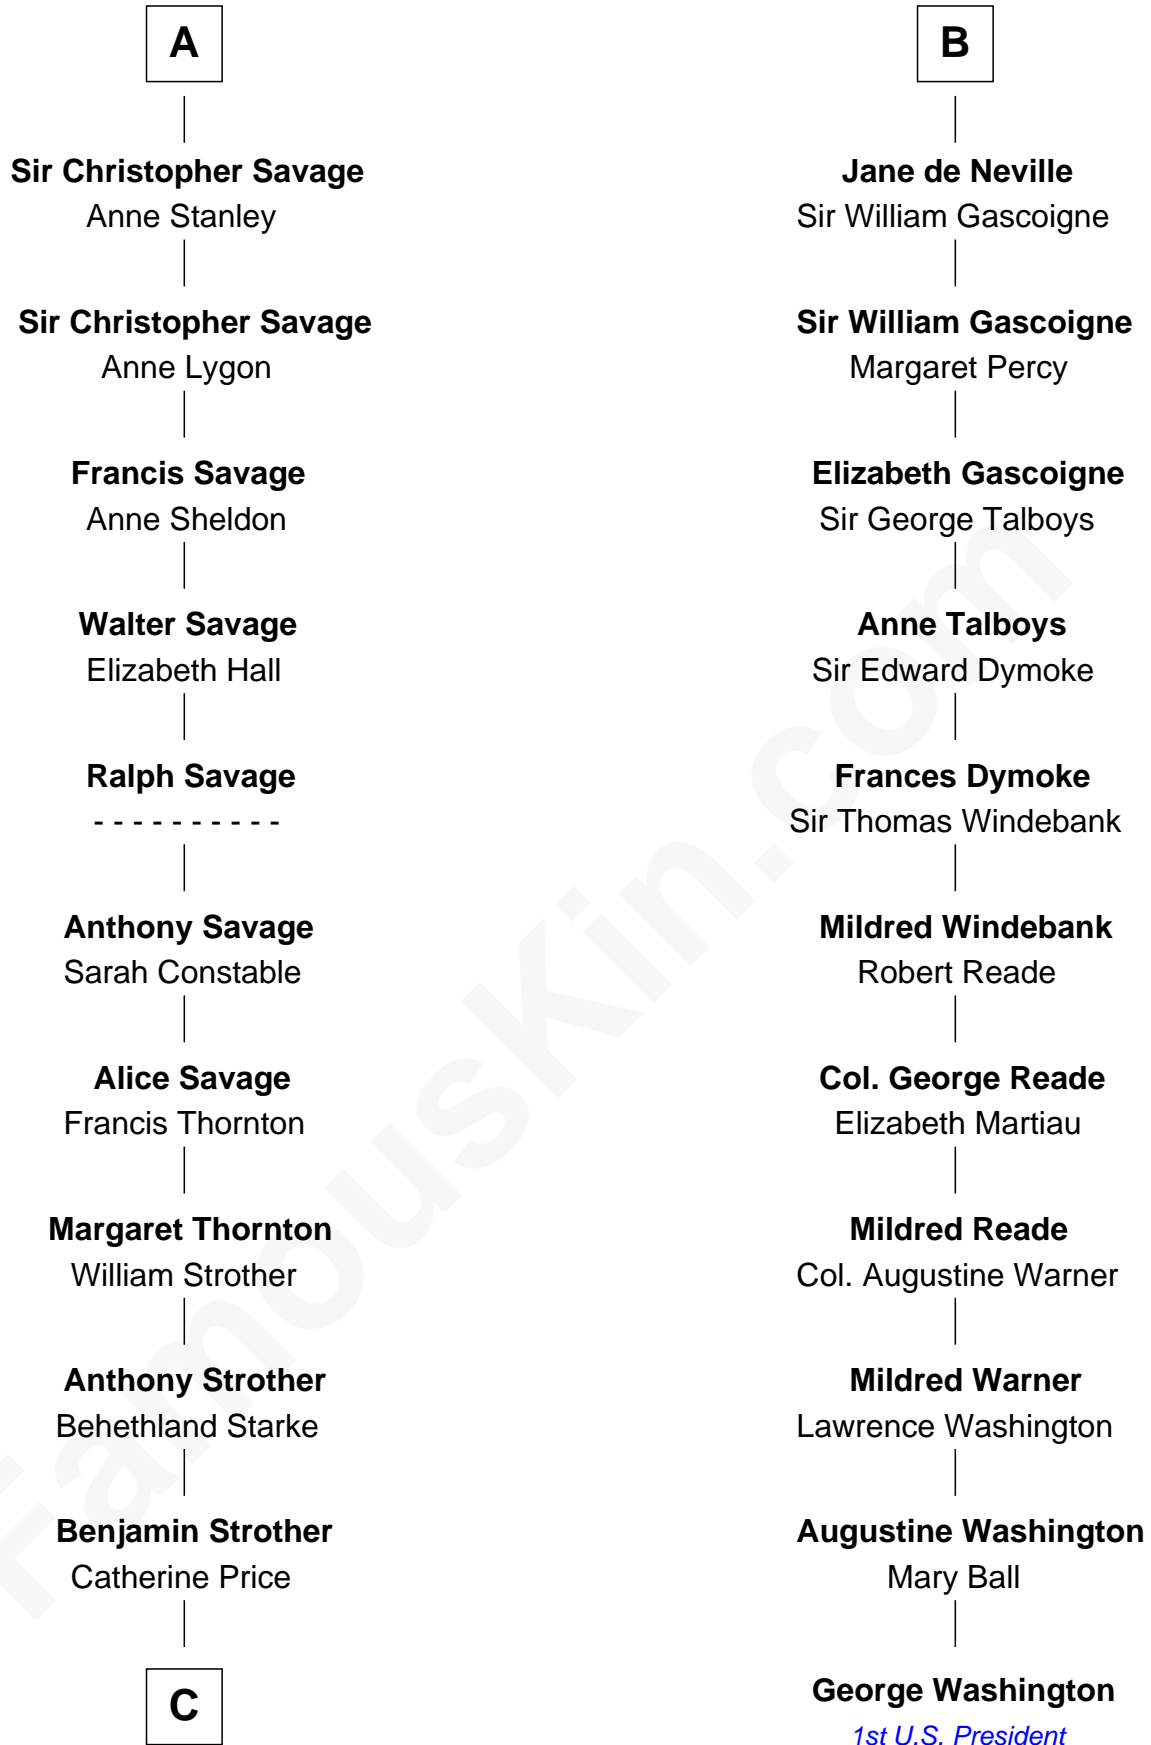 A
Sir Christopher Savage
Anne Stanley
Sir Christopher Savage
Anne Lygon
Francis Savage
Anne Sheldon
Walter Savage
Elizabeth Hall
Ralph Savage
- - - - - - - - - -
Anthony Savage
Sarah Constable
Alice Savage
Francis Thornton
Margaret Thornton
William Strother
Anthony Strother
Behethland Starke
Benjamin Strother
Catherine Price
C
B
Jane de Neville
Sir William Gascoigne
Sir William Gascoigne
Margaret Percy
Elizabeth Gascoigne
Sir George Talboys
Anne Talboys
Sir Edward Dymoke
Frances Dymoke
Sir Thomas Windebank
Mildred Windebank
Robert Reade
Col. George Reade
Elizabeth Martiau
Mildred Reade
Col. Augustine Warner
Mildred Warner
Lawrence Washington
Augustine Washington
Mary Ball
George Washington
1st U.S. President
FamousKin.com